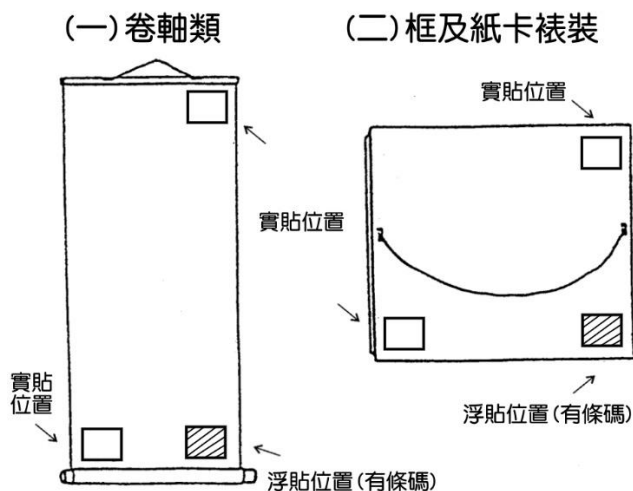 (一)卷軸類
(二)框及紙卡裱裝
實貼位置
實貼位置
實貼
位置
浮貼位置(有條碼)
浮貼位置(有條碼)